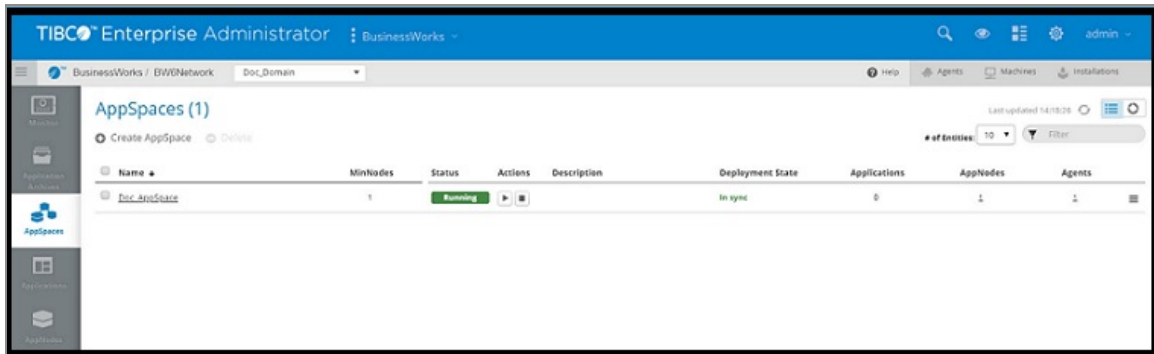 TIBCO™ Enterprise Administrator BusinessWorks admin
BusinessWorks / BW6Network Doc_Domain Help Agents Machines Installations
Monitor
AppSpaces (1)
Last updated 14:18:26
Create AppSpace Delete
# of Entities: 10 Filter
Application Archives
Name MinNodes Status Actions Description Deployment State Applications AppNodes Agents
Doc_AppSpace 1 Running In sync 0 1 1
AppSpaces
Applications
AppNodes